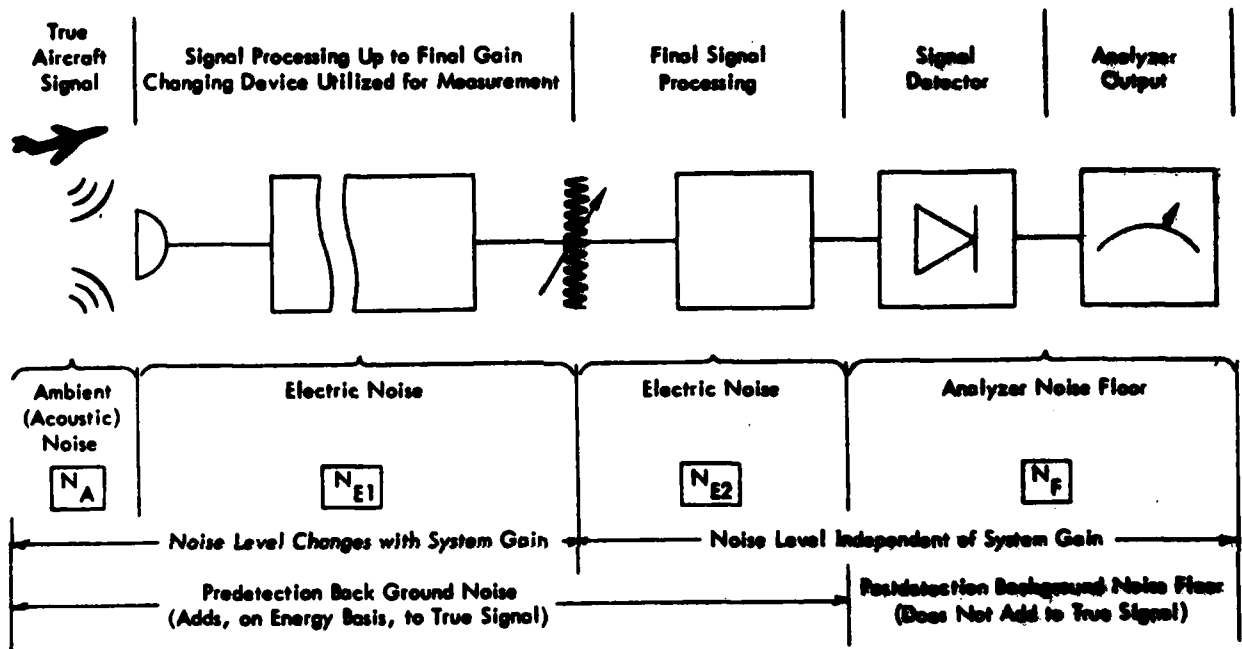 True
Aircraft
Signal
Signal Processing Up to Final Gain
Changing Device Utilized for Measurement
Final Signal
Processing
Signal
Detector
Analyzer
Output
Ambient
(Acoustic)
Noise
Electric Noise
Electric Noise
Analyzer Noise Floor
N_A
N_E1
N_E2
N_F
Noise Level Changes with System Gain
Noise Level Independent of System Gain
Predetection Back Ground Noise
(Adds, on Energy Basis, to True Signal)
Postdetection Background Noise Floor
(Does Not Add to True Signal)